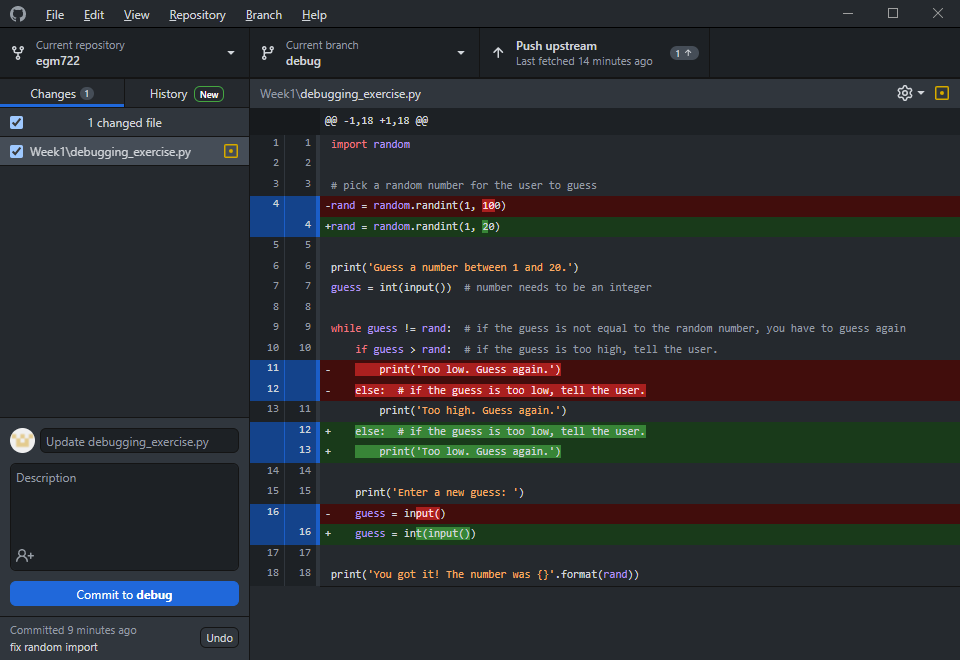 File Edit View Repository Branch Help
Current repository
egm722
Current branch
debug
Push upstream
Last fetched 14 minutes ago
1
Changes 1
History New
Week1\debugging_exercise.py
1 changed file
Week1\debugging_exercise.py
@@ -1,18 +1,18 @@
1 1 import random
2 2
3 3 # pick a random number for the user to guess
4 -rand = random.randint(1, 100)
4 +rand = random.randint(1, 20)
5 5
6 6 print('Guess a number between 1 and 20.')
7 7 guess = int(input())  # number needs to be an integer
8 8
9 9 while guess != rand:  # if the guess is not equal to the random number, you have to guess again
10 10     if guess > rand:  # if the guess is too high, tell the user.
11 -        print('Too low. Guess again.')
12 -    else:  # if the guess is too low, tell the user.
13 11         print('Too high. Guess again.')
12 +    else:  # if the guess is too low, tell the user.
13 +        print('Too low. Guess again.')
14 14
15 15     print('Enter a new guess: ')
16 -    guess = input()
16 +    guess = int(input())
17 17
18 18 print('You got it! The number was {}'.format(rand))
Update debugging_exercise.py
Description
Commit to debug
Committed 9 minutes ago
fix random import
Undo